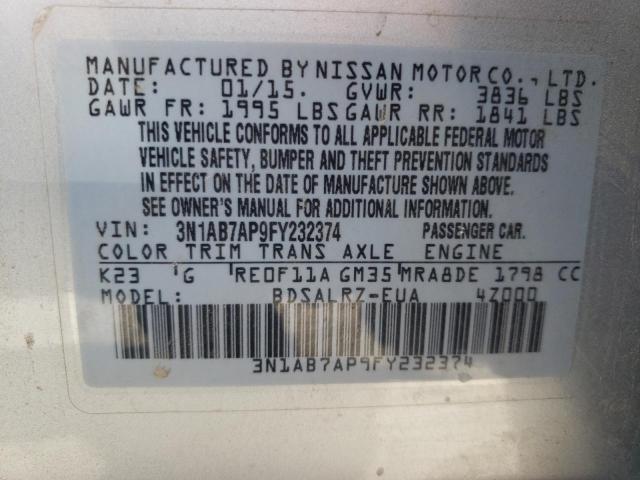 MANUFACTURED BY NISSAN MOTOR CO., LTD.
DATE: 01/15. GVWR: 3836 LBS
GAWR FR: 1995 LBS GAWR RR: 1841 LBS
THIS VEHICLE CONFORMS TO ALL APPLICABLE FEDERAL MOTOR
VEHICLE SAFETY, BUMPER AND THEFT PREVENTION STANDARDS
IN EFFECT ON THE DATE OF MANUFACTURE SHOWN ABOVE.
SEE OWNER'S MANUAL FOR ADDITIONAL INFORMATION.
VIN: 3N1AB7AP9FY232374 PASSENGER CAR.
COLOR TRIM TRANS AXLE ENGINE
K23 'G RE0F11A GM35 MRA8DE 1798 CC
MODEL: BDSALRZ-EUA 4Z000
3N1AB7AP9FY232374